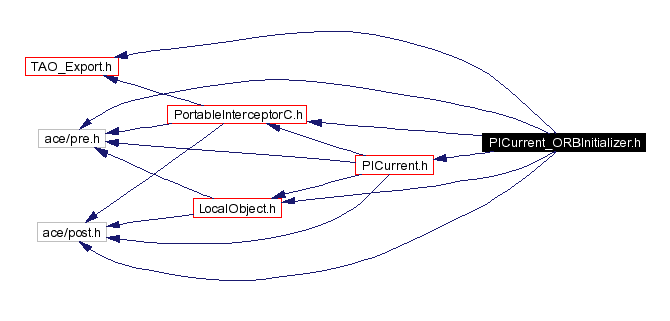 TAO_Export.h
PortableInterceptorC.h
ace/pre.h
PICurrent_ORBInitializer.h
PICurrent.h
LocalObject.h
ace/post.h